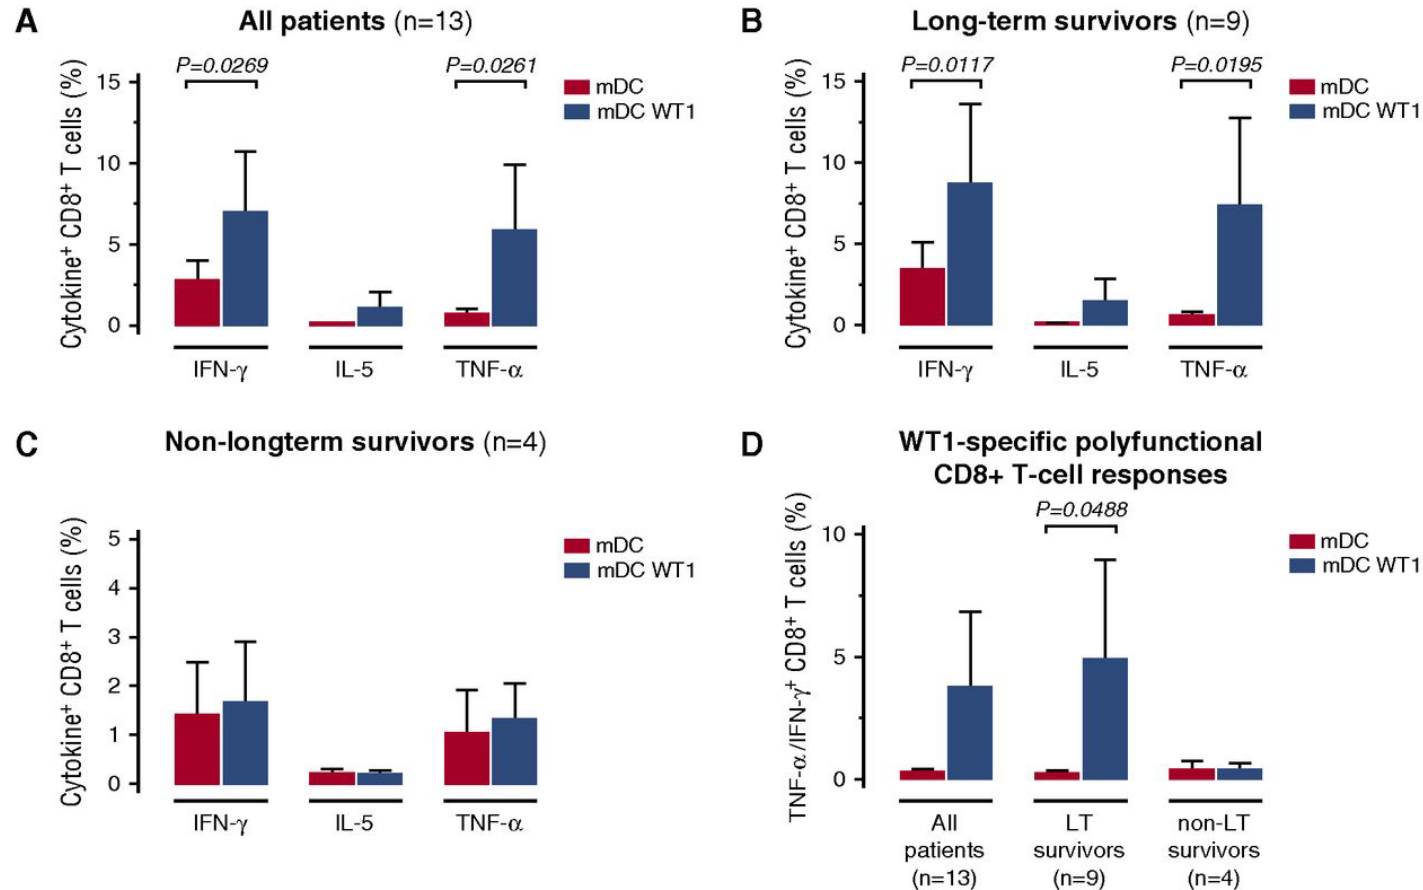 A
All patients (n=13)
Cytokine⁺ CD8⁺ T cells (%)
15
10
5
0
P=0.0269
P=0.0261
mDC
mDC WT1
IFN-γ
IL-5
TNF-α
B
Long-term survivors (n=9)
Cytokine⁺ CD8⁺ T cells (%)
15
10
5
0
P=0.0117
P=0.0195
mDC
mDC WT1
IFN-γ
IL-5
TNF-α
C
Non-longterm survivors (n=4)
Cytokine⁺ CD8⁺ T cells (%)
5
4
3
2
1
0
mDC
mDC WT1
IFN-γ
IL-5
TNF-α
D
WT1-specific polyfunctional
CD8+ T-cell responses
TNF-α/IFN-γ⁺ CD8⁺ T cells (%)
10
5
0
P=0.0488
mDC
mDC WT1
All
patients
(n=13)
LT
survivors
(n=9)
non-LT
survivors
(n=4)